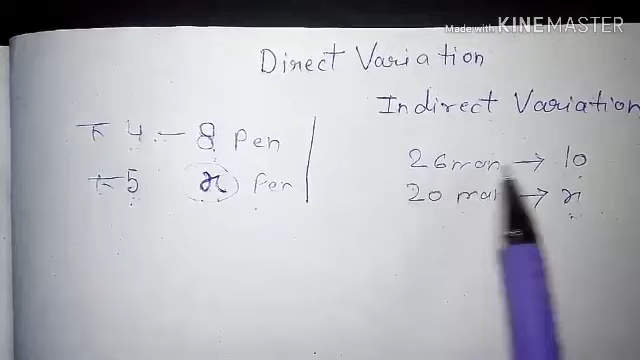 Made with KINEMASTER
Direct Variation
Indirect Variation
₹ 4 — 8 Pen
₹ 5 x Pen
26 man → 10
20 man → x